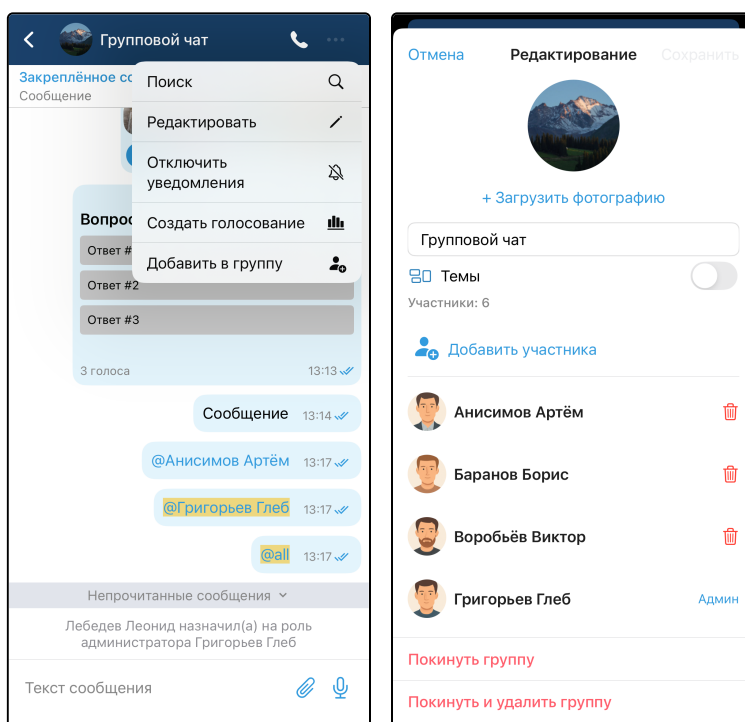 Групповой чат
Закреплённое со
Сообщение
Поиск
Редактировать
Отключить
уведомления
Создать голосование
Добавить в группу
Вопрос
Ответ #
Ответ #2
Ответ #3
3 голоса 13:13
Сообщение 13:14
@Анисимов Артём 13:17
@Григорьев Глеб 13:17
@all 13:17
Непрочитанные сообщения
Лебедев Леонид назначил(а) на роль
администратора Григорьев Глеб
Текст сообщения
Отмена Редактирование Сохранить
+ Загрузить фотографию
Групповой чат
Темы
Участники: 6
Добавить участника
Анисимов Артём
Баранов Борис
Воробьёв Виктор
Григорьев Глеб Админ
Покинуть группу
Покинуть и удалить группу